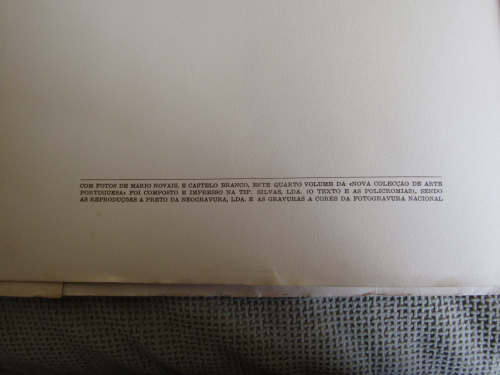 COM FOTOS DE MARIO NOVAIS, E CASTELO BRANCO, ESTE QUARTO VOLUME DA «NOVA COLECÇÃO DE ARTE
PORTUGUESA» FOI COMPOSTO E IMPRESSO NA TIP. SILVAS, LDA. (O TEXTO E AS POLICROMIAS), SENDO
AS REPRODUÇÕES A PRETO DA NEOGRAVURA, LDA. E AS GRAVURAS A CORES DA FOTOGRAVURA NACIONAL